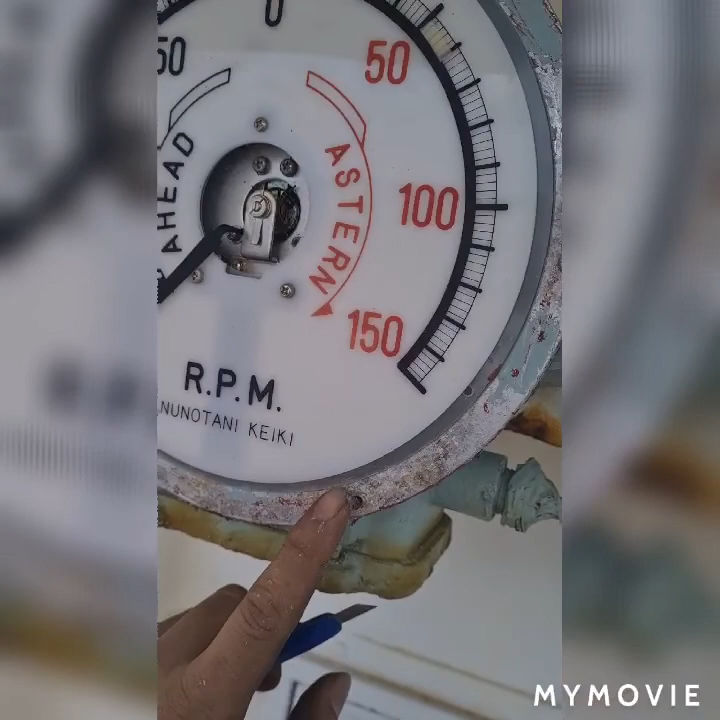 0
50
50
AHEAD
ASTERN
100
150
R.P.M.
NUNOTANI KEIKI
MYMOVIE